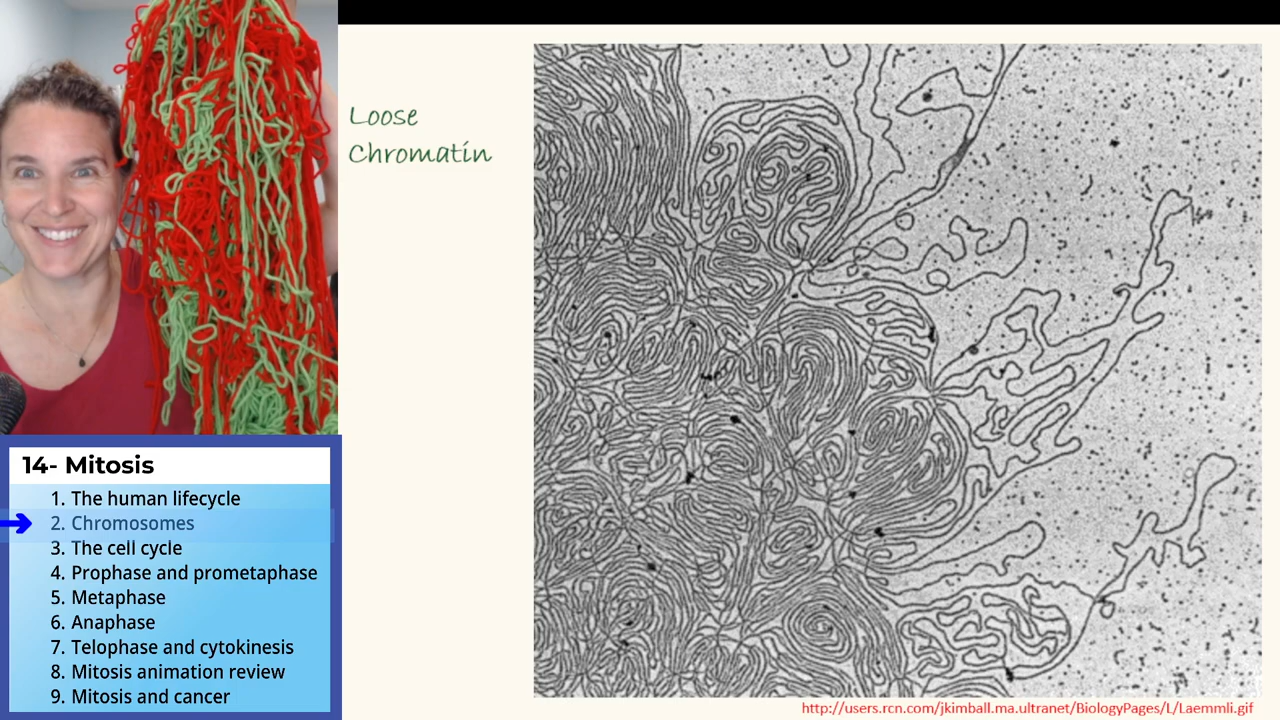 Loose
Chromatin
14- Mitosis
1. The human lifecycle
2. Chromosomes
3. The cell cycle
4. Prophase and prometaphase
5. Metaphase
6. Anaphase
7. Telophase and cytokinesis
8. Mitosis animation review
9. Mitosis and cancer
http://users.rcn.com/jkimball.ma.ultranet/BiologyPages/L/Laemmli.gif